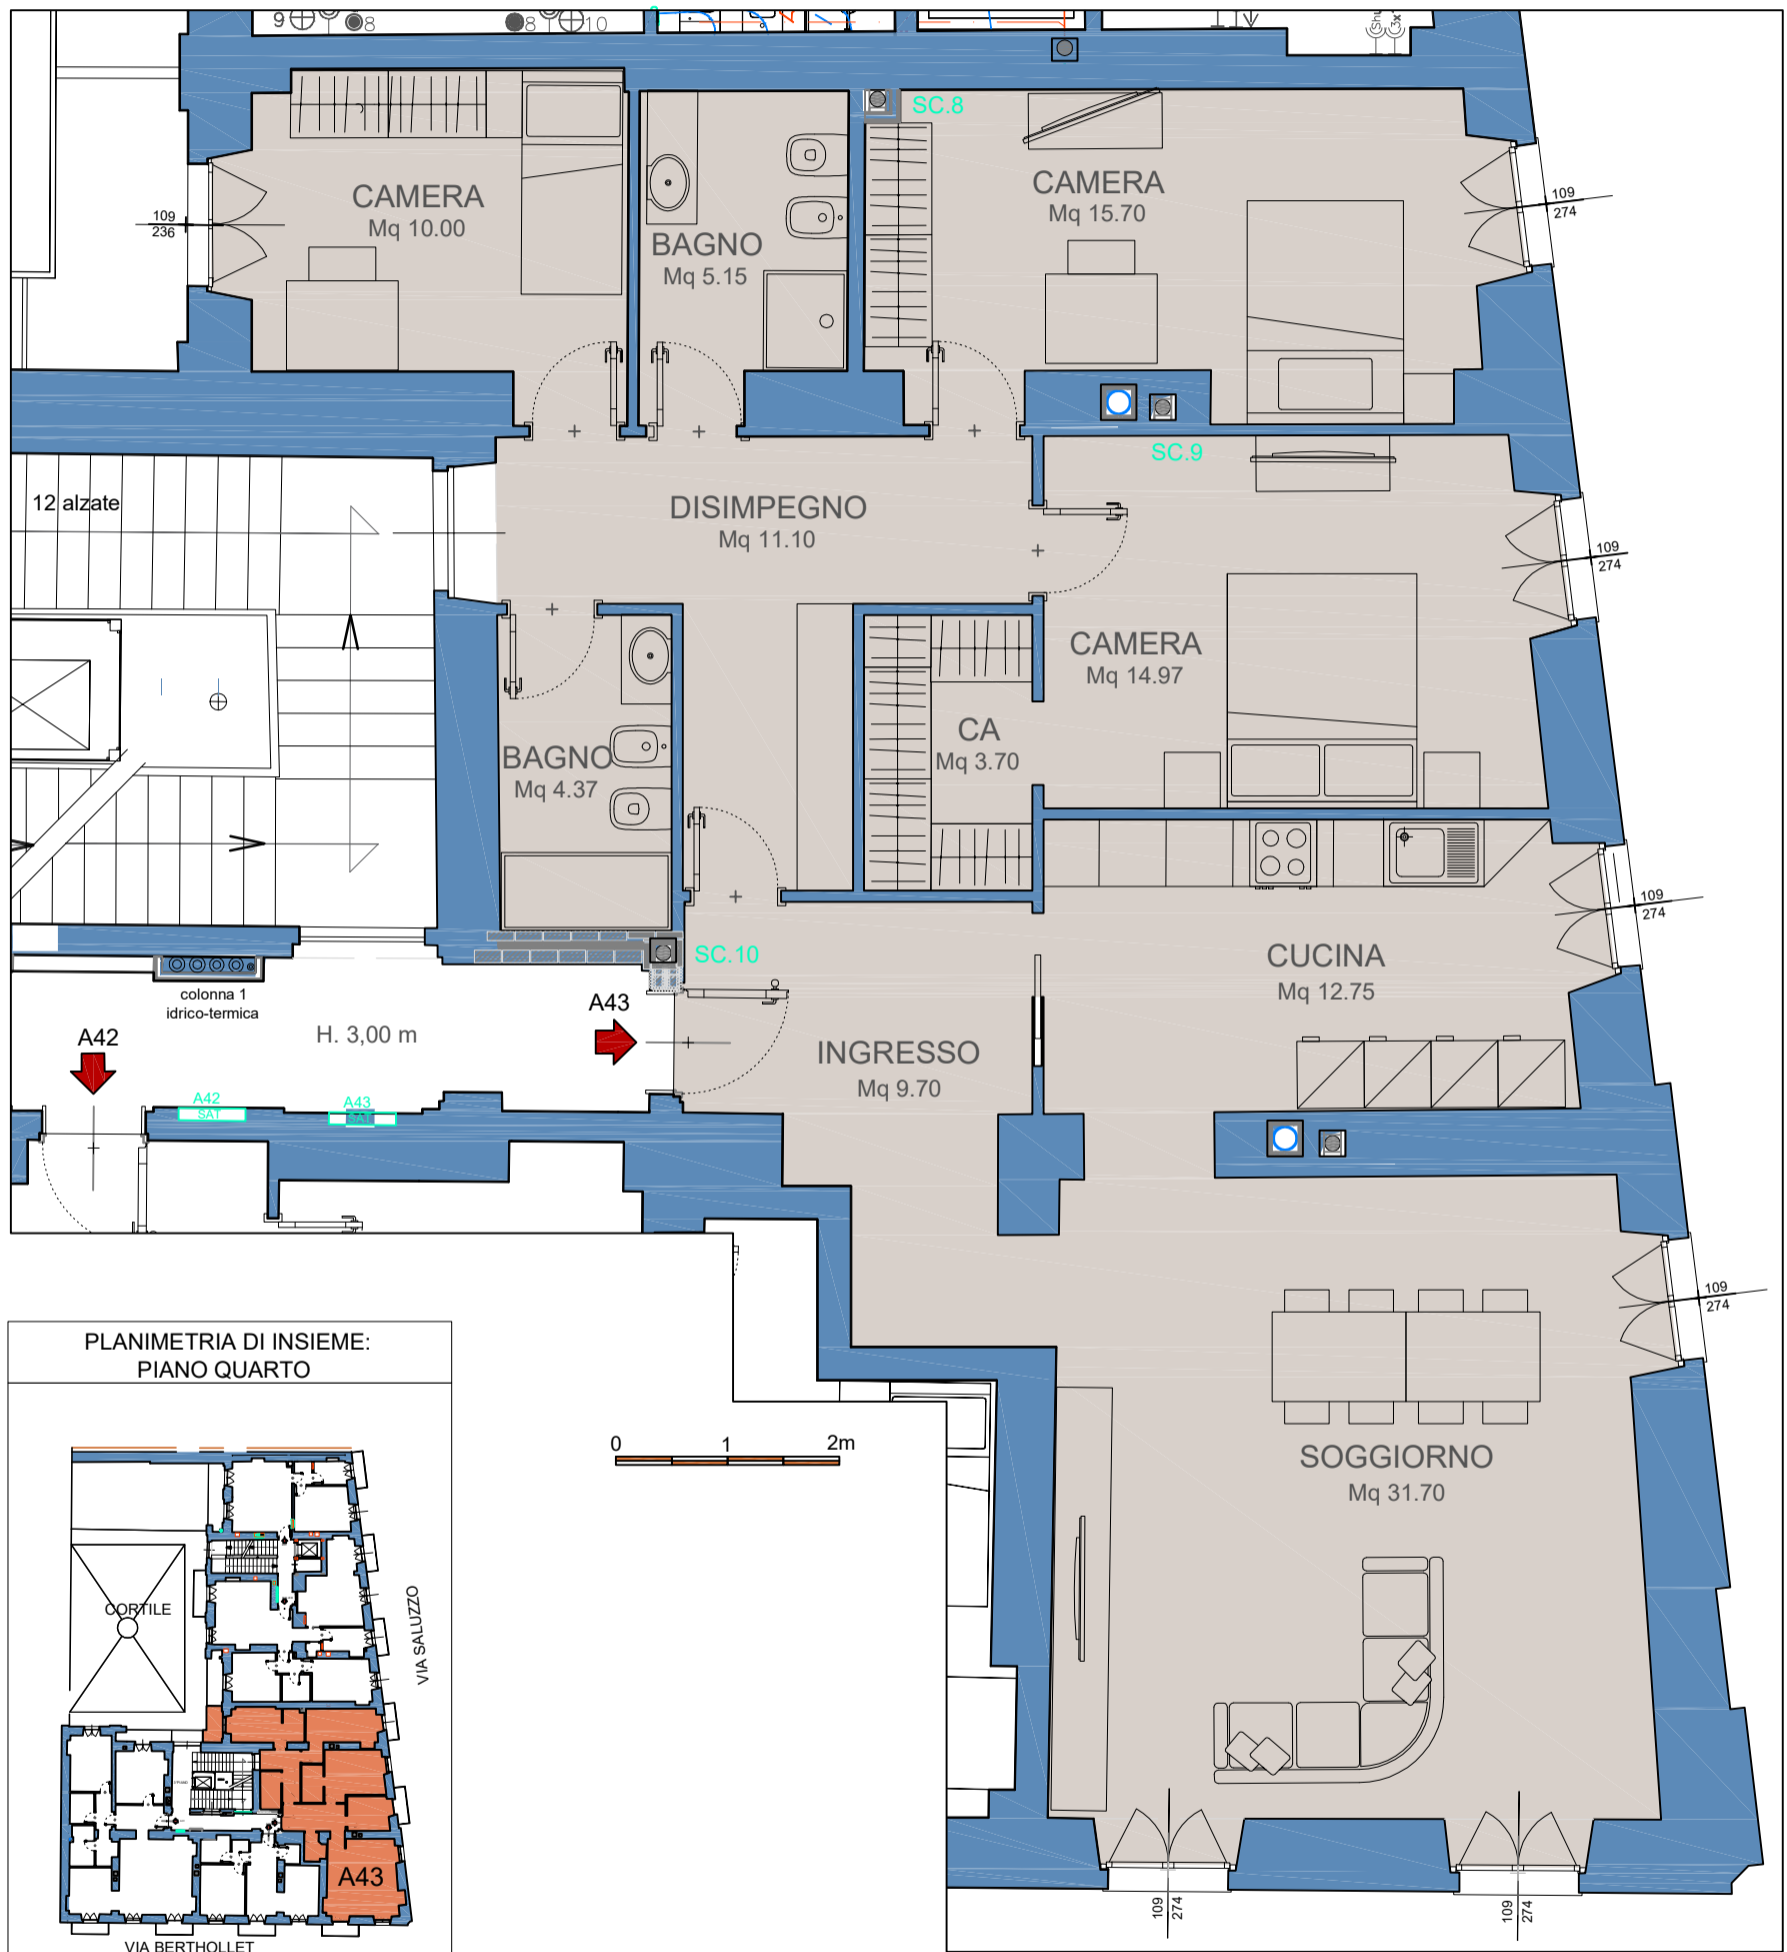 9
8
8
10
3x
SC.8
CAMERA
Mq 10.00
CAMERA
Mq 15.70
BAGNO
Mq 5.15
109
236
109
274
SC.9
12 alzate
DISIMPEGNO
Mq 11.10
109
274
CAMERA
Mq 14.97
CA
Mq 3.70
BAGNO
Mq 4.37
109
274
SC.10
CUCINA
Mq 12.75
colonna 1
idrico-termica
A43
H. 3,00 m
A42
INGRESSO
Mq 9.70
A42
SAT
A43
SAT
109
274
SOGGIORNO
Mq 31.70
109
274
109
274
0 1 2m
PLANIMETRIA DI INSIEME:
PIANO QUARTO
CORTILE
VIA SALUZZO
A43
VIA BERTHOLLET